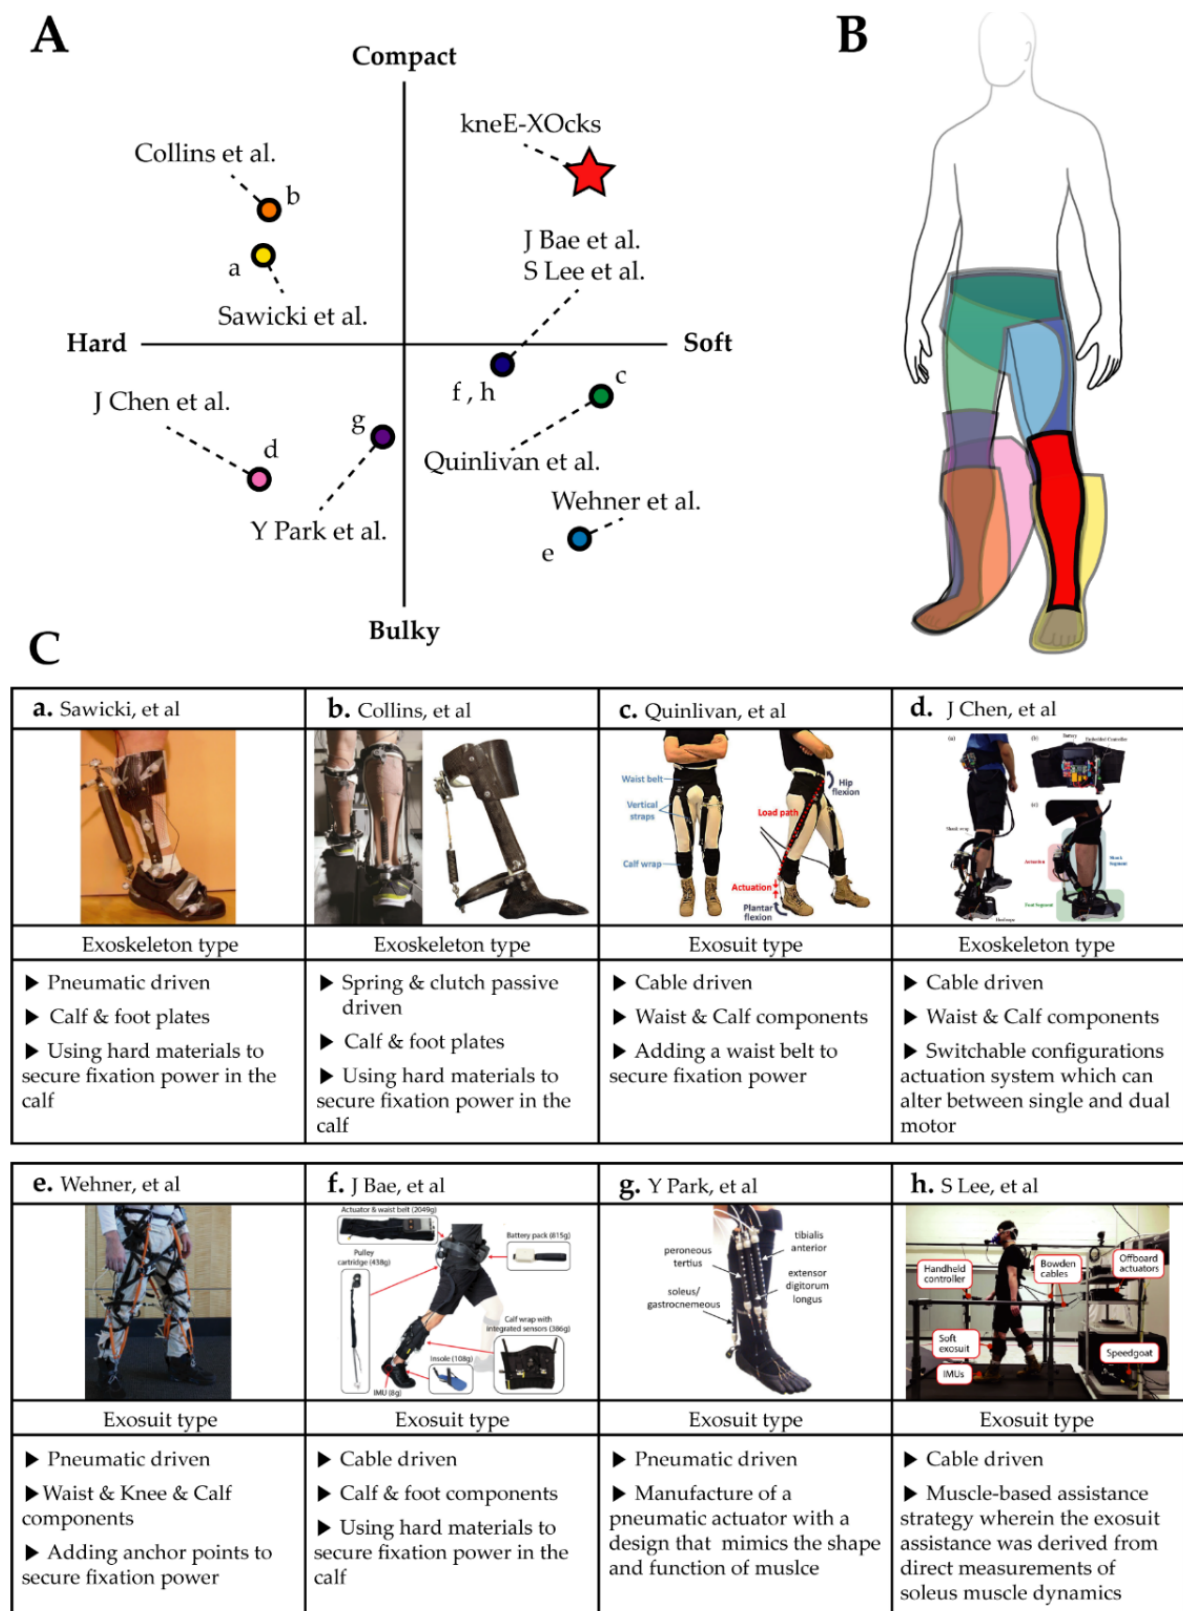 A
B
Compact
kneE-XOcks
Collins et al.
b
J Bae et al.
S Lee et al.
a
Sawicki et al.
Hard
Soft
f , h
c
J Chen et al.
g
d
Quinlivan et al.
Y Park et al.
Wehner et al.
e
Bulky
C
a. Sawicki, et al
b. Collins, et al
c. Quinlivan, et al
d. J Chen, et al
Waist belt
Vertical
straps
Calf wrap
Hip
flexion
Load path
Actuation
Plantar
flexion
(a)
(b)
Battery
Embedded Controller
(c)
Shank wrap
Actuation
Shank
Segment
Foot Segment
Exoskeleton type
Exoskeleton type
Exosuit type
Exoskeleton type
▶ Pneumatic driven
▶ Calf & foot plates
▶ Using hard materials to
secure fixation power in the
calf
▶ Spring & clutch passive
driven
▶ Calf & foot plates
▶ Using hard materials to
secure fixation power in the
calf
▶ Cable driven
▶ Waist & Calf components
▶ Adding a waist belt to
secure fixation power
▶ Cable driven
▶ Waist & Calf components
▶ Switchable configurations
actuation system which can
alter between single and dual
motor
e. Wehner, et al
f. J Bae, et al
g. Y Park, et al
h. S Lee, et al
Actuator & waist belt (2049g)
Battery pack (815g)
Pulley
cartridge (438g)
Calf wrap with
integrated sensors (386g)
Insole (108g)
IMU (8g)
peroneous
tertius
tibialis
anterior
extensor
digitorum
longus
soleus/
gastrocnemeous
Handheld
controller
Bowden
cables
Offboard
actuators
Soft
exosuit
IMUs
Speedgoat
Exosuit type
Exosuit type
Exosuit type
Exosuit type
▶ Pneumatic driven
▶Waist & Knee & Calf
components
▶ Adding anchor points to
secure fixation power
▶ Cable driven
▶ Calf & foot components
▶ Using hard materials to
secure fixation power in the
calf
▶ Pneumatic driven
▶ Manufacture of a
pneumatic actuator with a
design that mimics the shape
and function of muslce
▶ Cable driven
▶ Muscle-based assistance
strategy wherein the exosuit
assistance was derived from
direct measurements of
soleus muscle dynamics